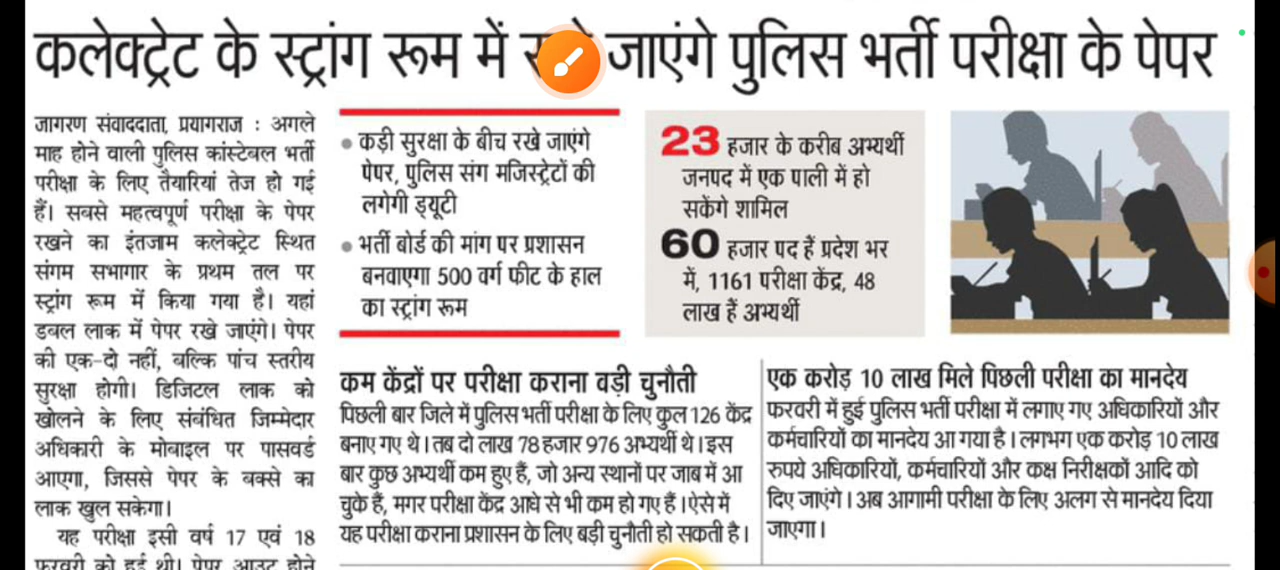 कलेक्ट्रेट के स्ट्रांग रूम में जाएंगे पुलिस भर्ती परीक्षा के पेपर
जागरण संवाददाता, प्रयागराज : अगले
माह होने वाली पुलिस कांस्टेबल भर्ती
परीक्षा के लिए तैयारियां तेज हो गई
हैं। सबसे महत्वपूर्ण परीक्षा के पेपर
रखने का इंतजाम कलेक्ट्रेट स्थित
संगम सभागार के प्रथम तल पर
स्ट्रांग रूम में किया गया है। यहां
डबल लाक में पेपर रखे जाएंगे। पेपर
की एक-दो नहीं, बल्कि पांच स्तरीय
सुरक्षा होगी। डिजिटल लाक को
खोलने के लिए संबंधित जिम्मेदार
अधिकारी के मोबाइल पर पासवर्ड
आएगा, जिससे पेपर के बक्से का
लाक खुल सकेगा।
यह परीक्षा इसी वर्ष 17 एवं 18
फरवरी को हुई थी। पेपर आउट होने
• कड़ी सुरक्षा के बीच रखे जाएंगे
पेपर, पुलिस संग मजिस्ट्रेटों की
लगेगी ड्यूटी
• भर्ती बोर्ड की मांग पर प्रशासन
बनवाएगा 500 वर्ग फीट के हाल
का स्ट्रांग रूम
23 हजार के करीब अभ्यर्थी
जनपद में एक पाली में हो
सकेंगे शामिल
60 हजार पद हैं प्रदेश भर
में, 1161 परीक्षा केंद्र, 48
लाख हैं अभ्यर्थी
कम केंद्रों पर परीक्षा कराना बड़ी चुनौती
पिछली बार जिले में पुलिस भर्ती परीक्षा के लिए कुल 126 केंद्र
बनाए गए थे। तब दो लाख 78 हजार 976 अभ्यर्थी थे। इस
बार कुछ अभ्यर्थी कम हुए हैं, जो अन्य स्थानों पर जाब में आ
चुके हैं, मगर परीक्षा केंद्र आधे से भी कम हो गए हैं। ऐसे में
यह परीक्षा कराना प्रशासन के लिए बड़ी चुनौती हो सकती है।
एक करोड़ 10 लाख मिले पिछली परीक्षा का मानदेय
फरवरी में हुई पुलिस भर्ती परीक्षा में लगाए गए अधिकारियों और
कर्मचारियों का मानदेय आ गया है। लगभग एक करोड़ 10 लाख
रुपये अधिकारियों, कर्मचारियों और कक्ष निरीक्षकों आदि को
दिए जाएंगे। अब आगामी परीक्षा के लिए अलग से मानदेय दिया
जाएगा।